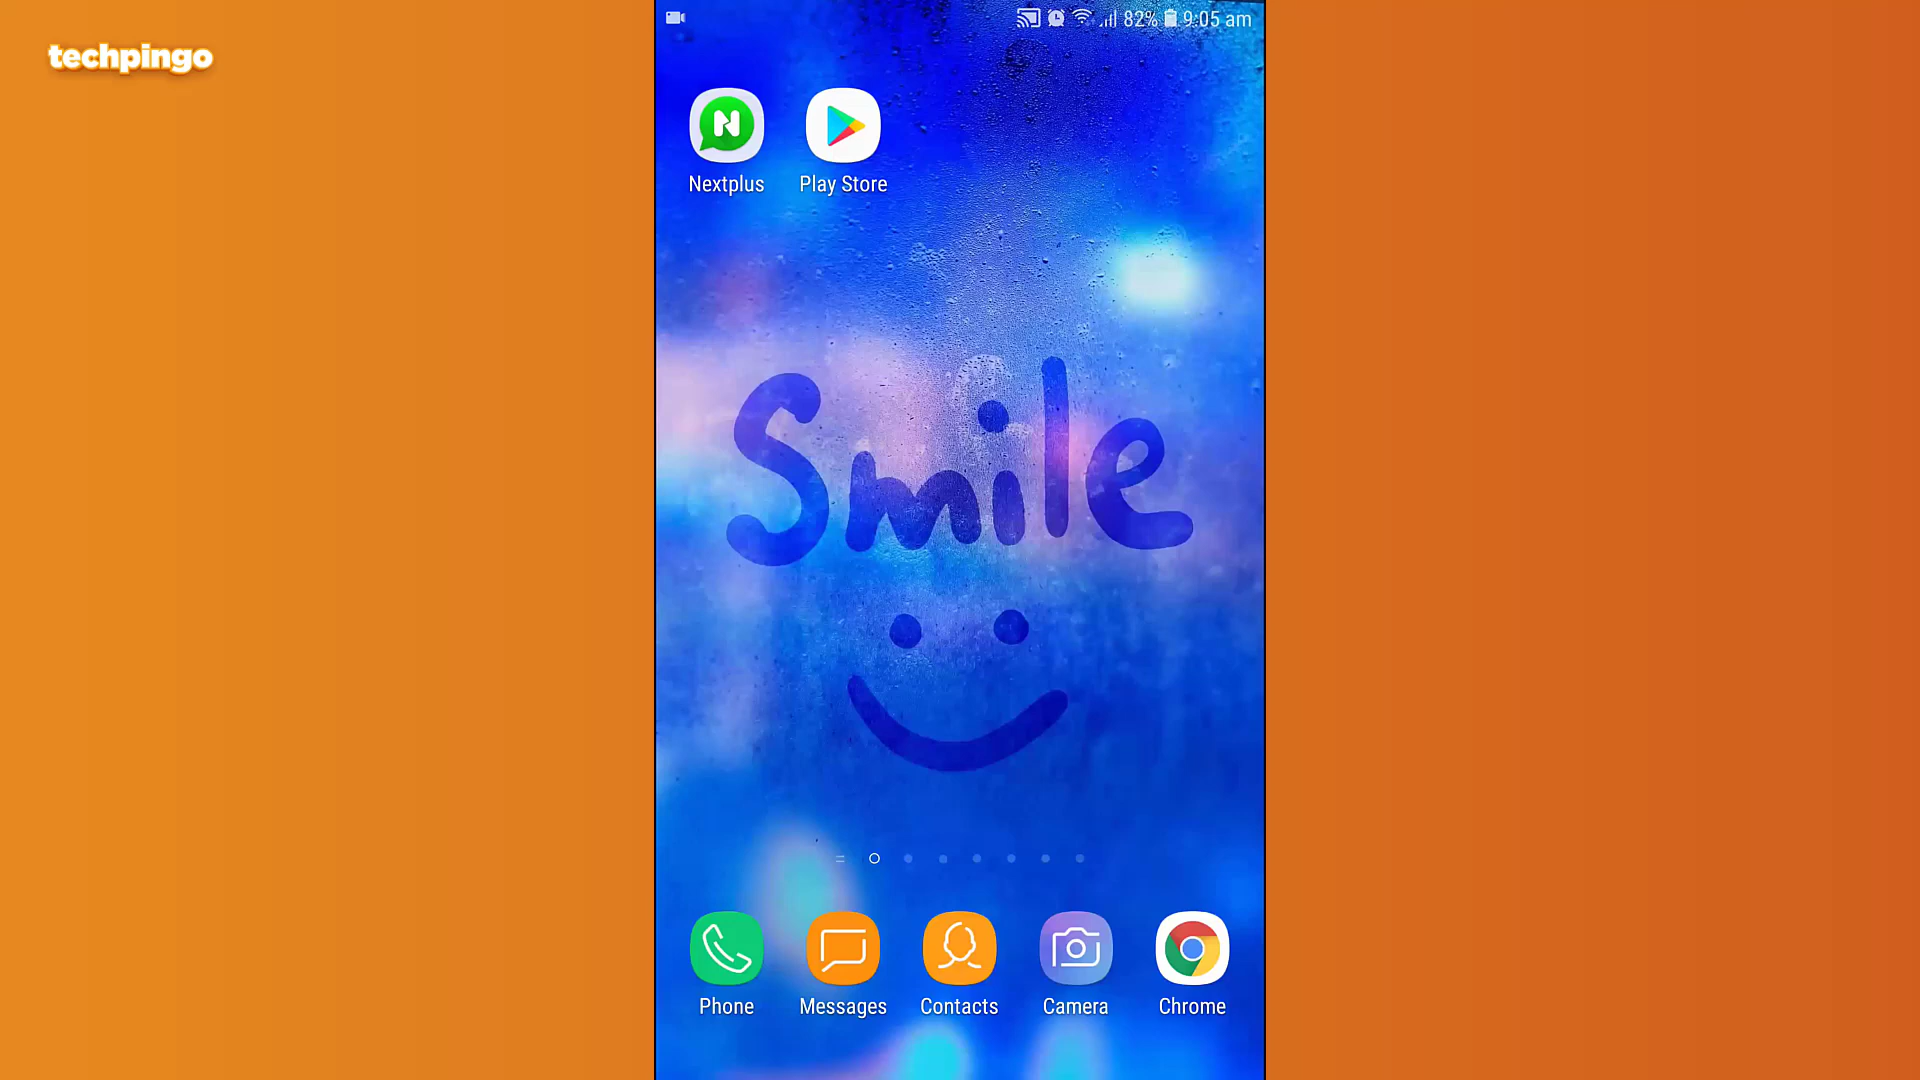 techpingo
82% 9:05 am
Nextplus Play Store
Smile
Phone Messages Contacts Camera Chrome